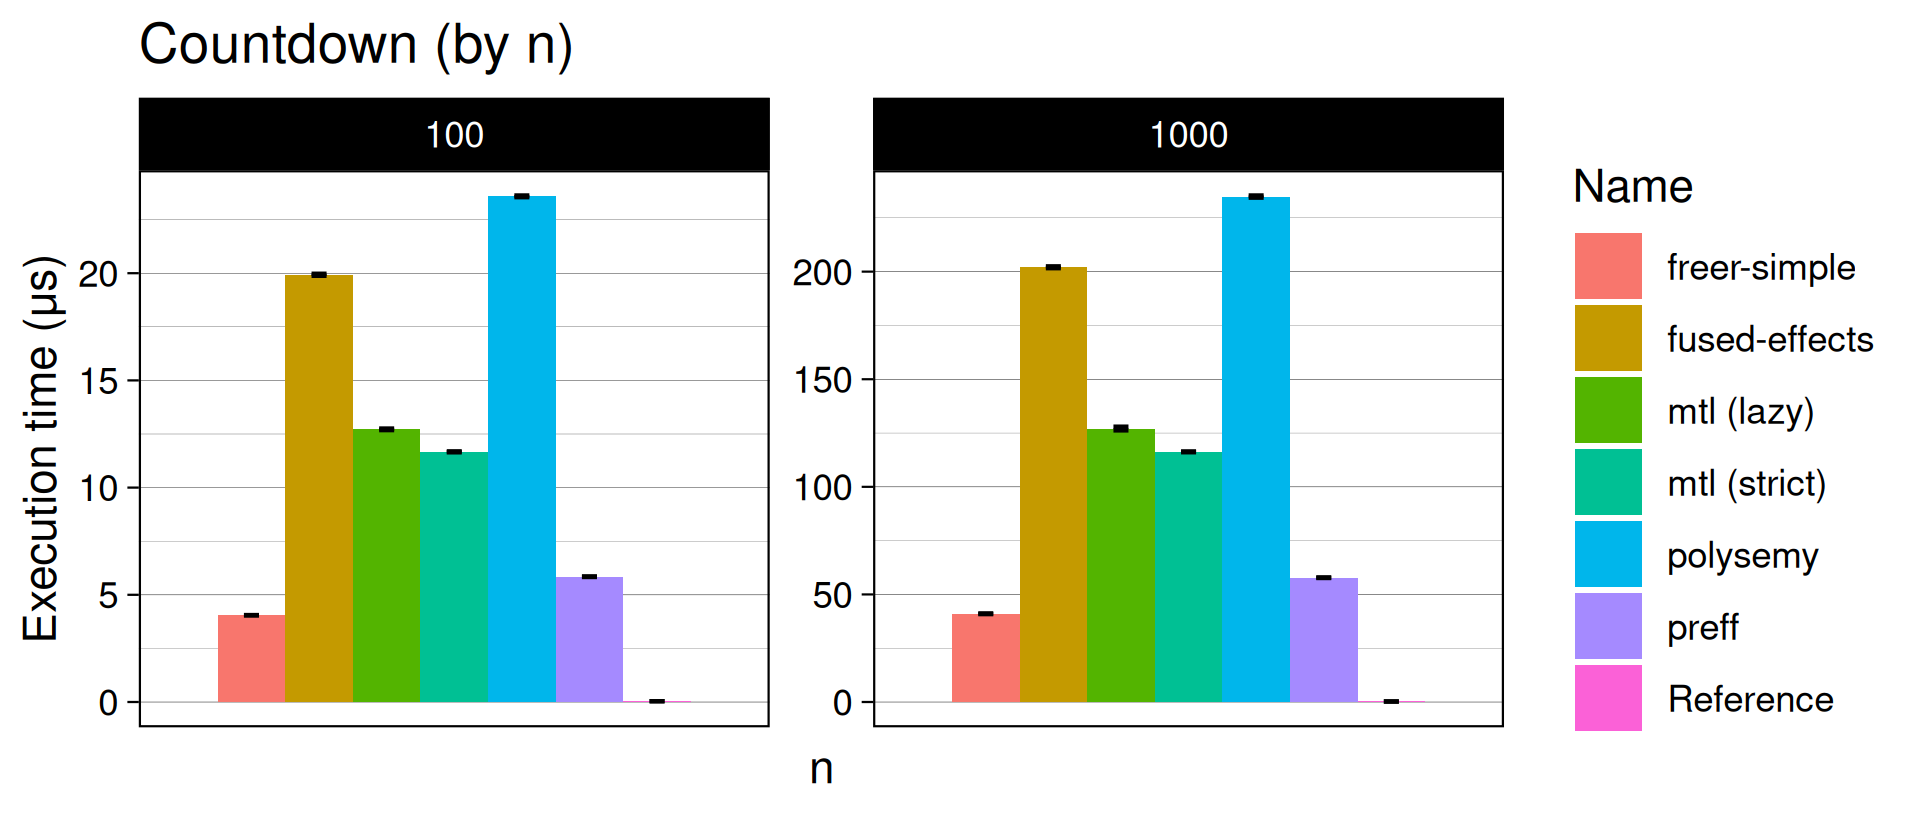 Countdown (by n)
100
1000
Execution time (μs)
20
15
10
5
0
200
150
100
50
0
n
Name
freer-simple
fused-effects
mtl (lazy)
mtl (strict)
polysemy
preff
Reference